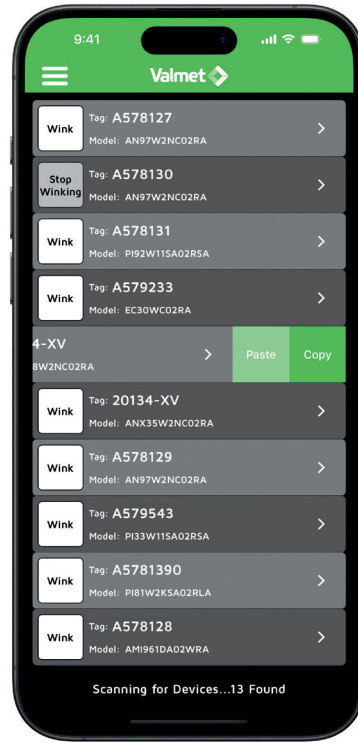 9:41
Valmet
Wink
Tag: A578127
Model: AN97W2NC02RA
Stop
Winking
Tag: A578130
Model: AN97W2NC02RA
Wink
Tag: A578131
Model: PI92W11SA02RSA
Wink
Tag: A579233
Model: EC30WC02RA
4-XV
8W2NC02RA
Paste
Copy
Wink
Tag: 20134-XV
Model: ANX35W2NC02RA
Wink
Tag: A578129
Model: AN97W2NC02RA
Wink
Tag: A579543
Model: PI33W11SA02RSA
Wink
Tag: A5781390
Model: PI81W2KSA02RLA
Wink
Tag: A578128
Model: AMI961DA02WRA
Scanning for Devices...13 Found